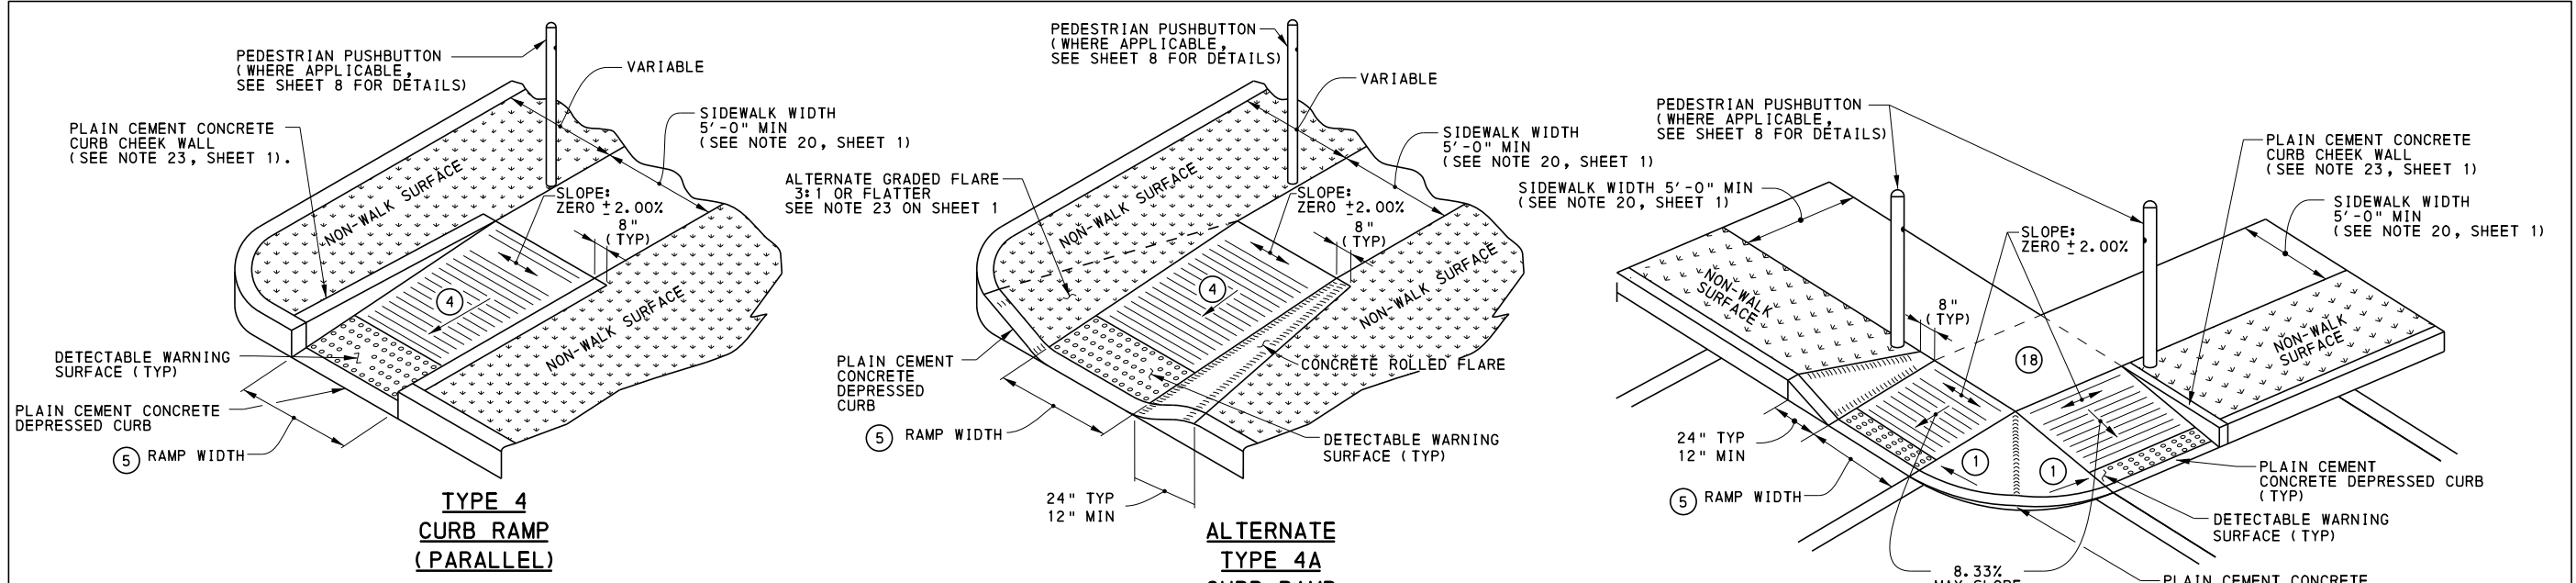 PEDESTRIAN PUSHBUTTON
(WHERE APPLICABLE,
SEE SHEET 8 FOR DETAILS)
VARIABLE
PLAIN CEMENT CONCRETE
CURB CHEEK WALL
(SEE NOTE 23, SHEET 1).
SIDEWALK WIDTH
5'-0" MIN
(SEE NOTE 20, SHEET 1)
NON-WALK SURFACE
SLOPE:
ZERO ±2.00%
8"
(TYP)
4
NON-WALK SURFACE
DETECTABLE WARNING
SURFACE (TYP)
PLAIN CEMENT CONCRETE
DEPRESSED CURB
5 RAMP WIDTH
TYPE 4
CURB RAMP
(PARALLEL)
PEDESTRIAN PUSHBUTTON
(WHERE APPLICABLE,
SEE SHEET 8 FOR DETAILS)
VARIABLE
SIDEWALK WIDTH
5'-0" MIN
(SEE NOTE 20, SHEET 1)
ALTERNATE GRADED FLARE
3:1 OR FLATTER
SEE NOTE 23 ON SHEET 1
NON-WALK SURFACE
SLOPE:
ZERO ±2.00%
8"
(TYP)
4
NON-WALK SURFACE
PLAIN CEMENT
CONCRETE
DEPRESSED
CURB
CONCRETE ROLLED FLARE
5 RAMP WIDTH
DETECTABLE WARNING
SURFACE (TYP)
24" TYP
12" MIN
ALTERNATE
TYPE 4A
CURB RAMP
PEDESTRIAN PUSHBUTTON
(WHERE APPLICABLE,
SEE SHEET 8 FOR DETAILS)
SIDEWALK WIDTH 5'-0" MIN
(SEE NOTE 20, SHEET 1)
PLAIN CEMENT CONCRETE
CURB CHEEK WALL
(SEE NOTE 23, SHEET 1)
SIDEWALK WIDTH
5'-0" MIN
(SEE NOTE 20, SHEET 1)
SLOPE:
ZERO ±2.00%
NON-WALK
SURFACE
8"
(TYP)
18
NON-WALK
SURFACE
24" TYP
12" MIN
1
1
5 RAMP WIDTH
PLAIN CEMENT
CONCRETE DEPRESSED CURB
(TYP)
DETECTABLE WARNING
SURFACE (TYP)
8.33%
MAX SLOPE
PLAIN CEMENT CONCRETE